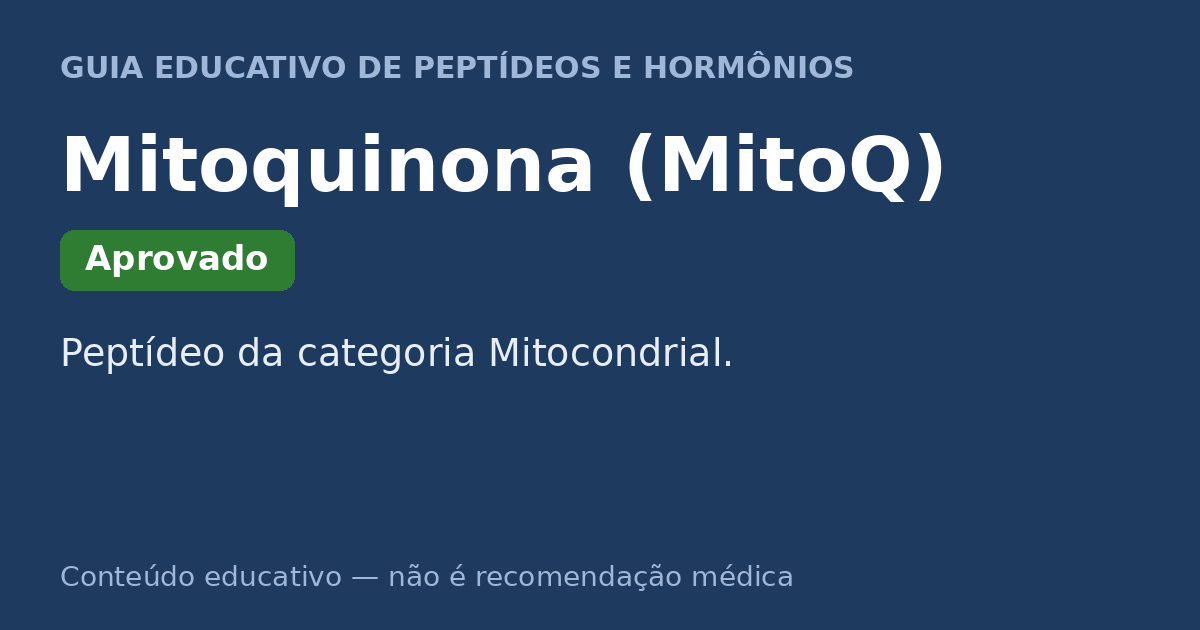 GUIA EDUCATIVO DE PEPTÍDEOS E HORMÔNIOS
Mitoquinona (MitoQ)
Aprovado
Peptídeo da categoria Mitocondrial.
Conteúdo educativo — não é recomendação médica